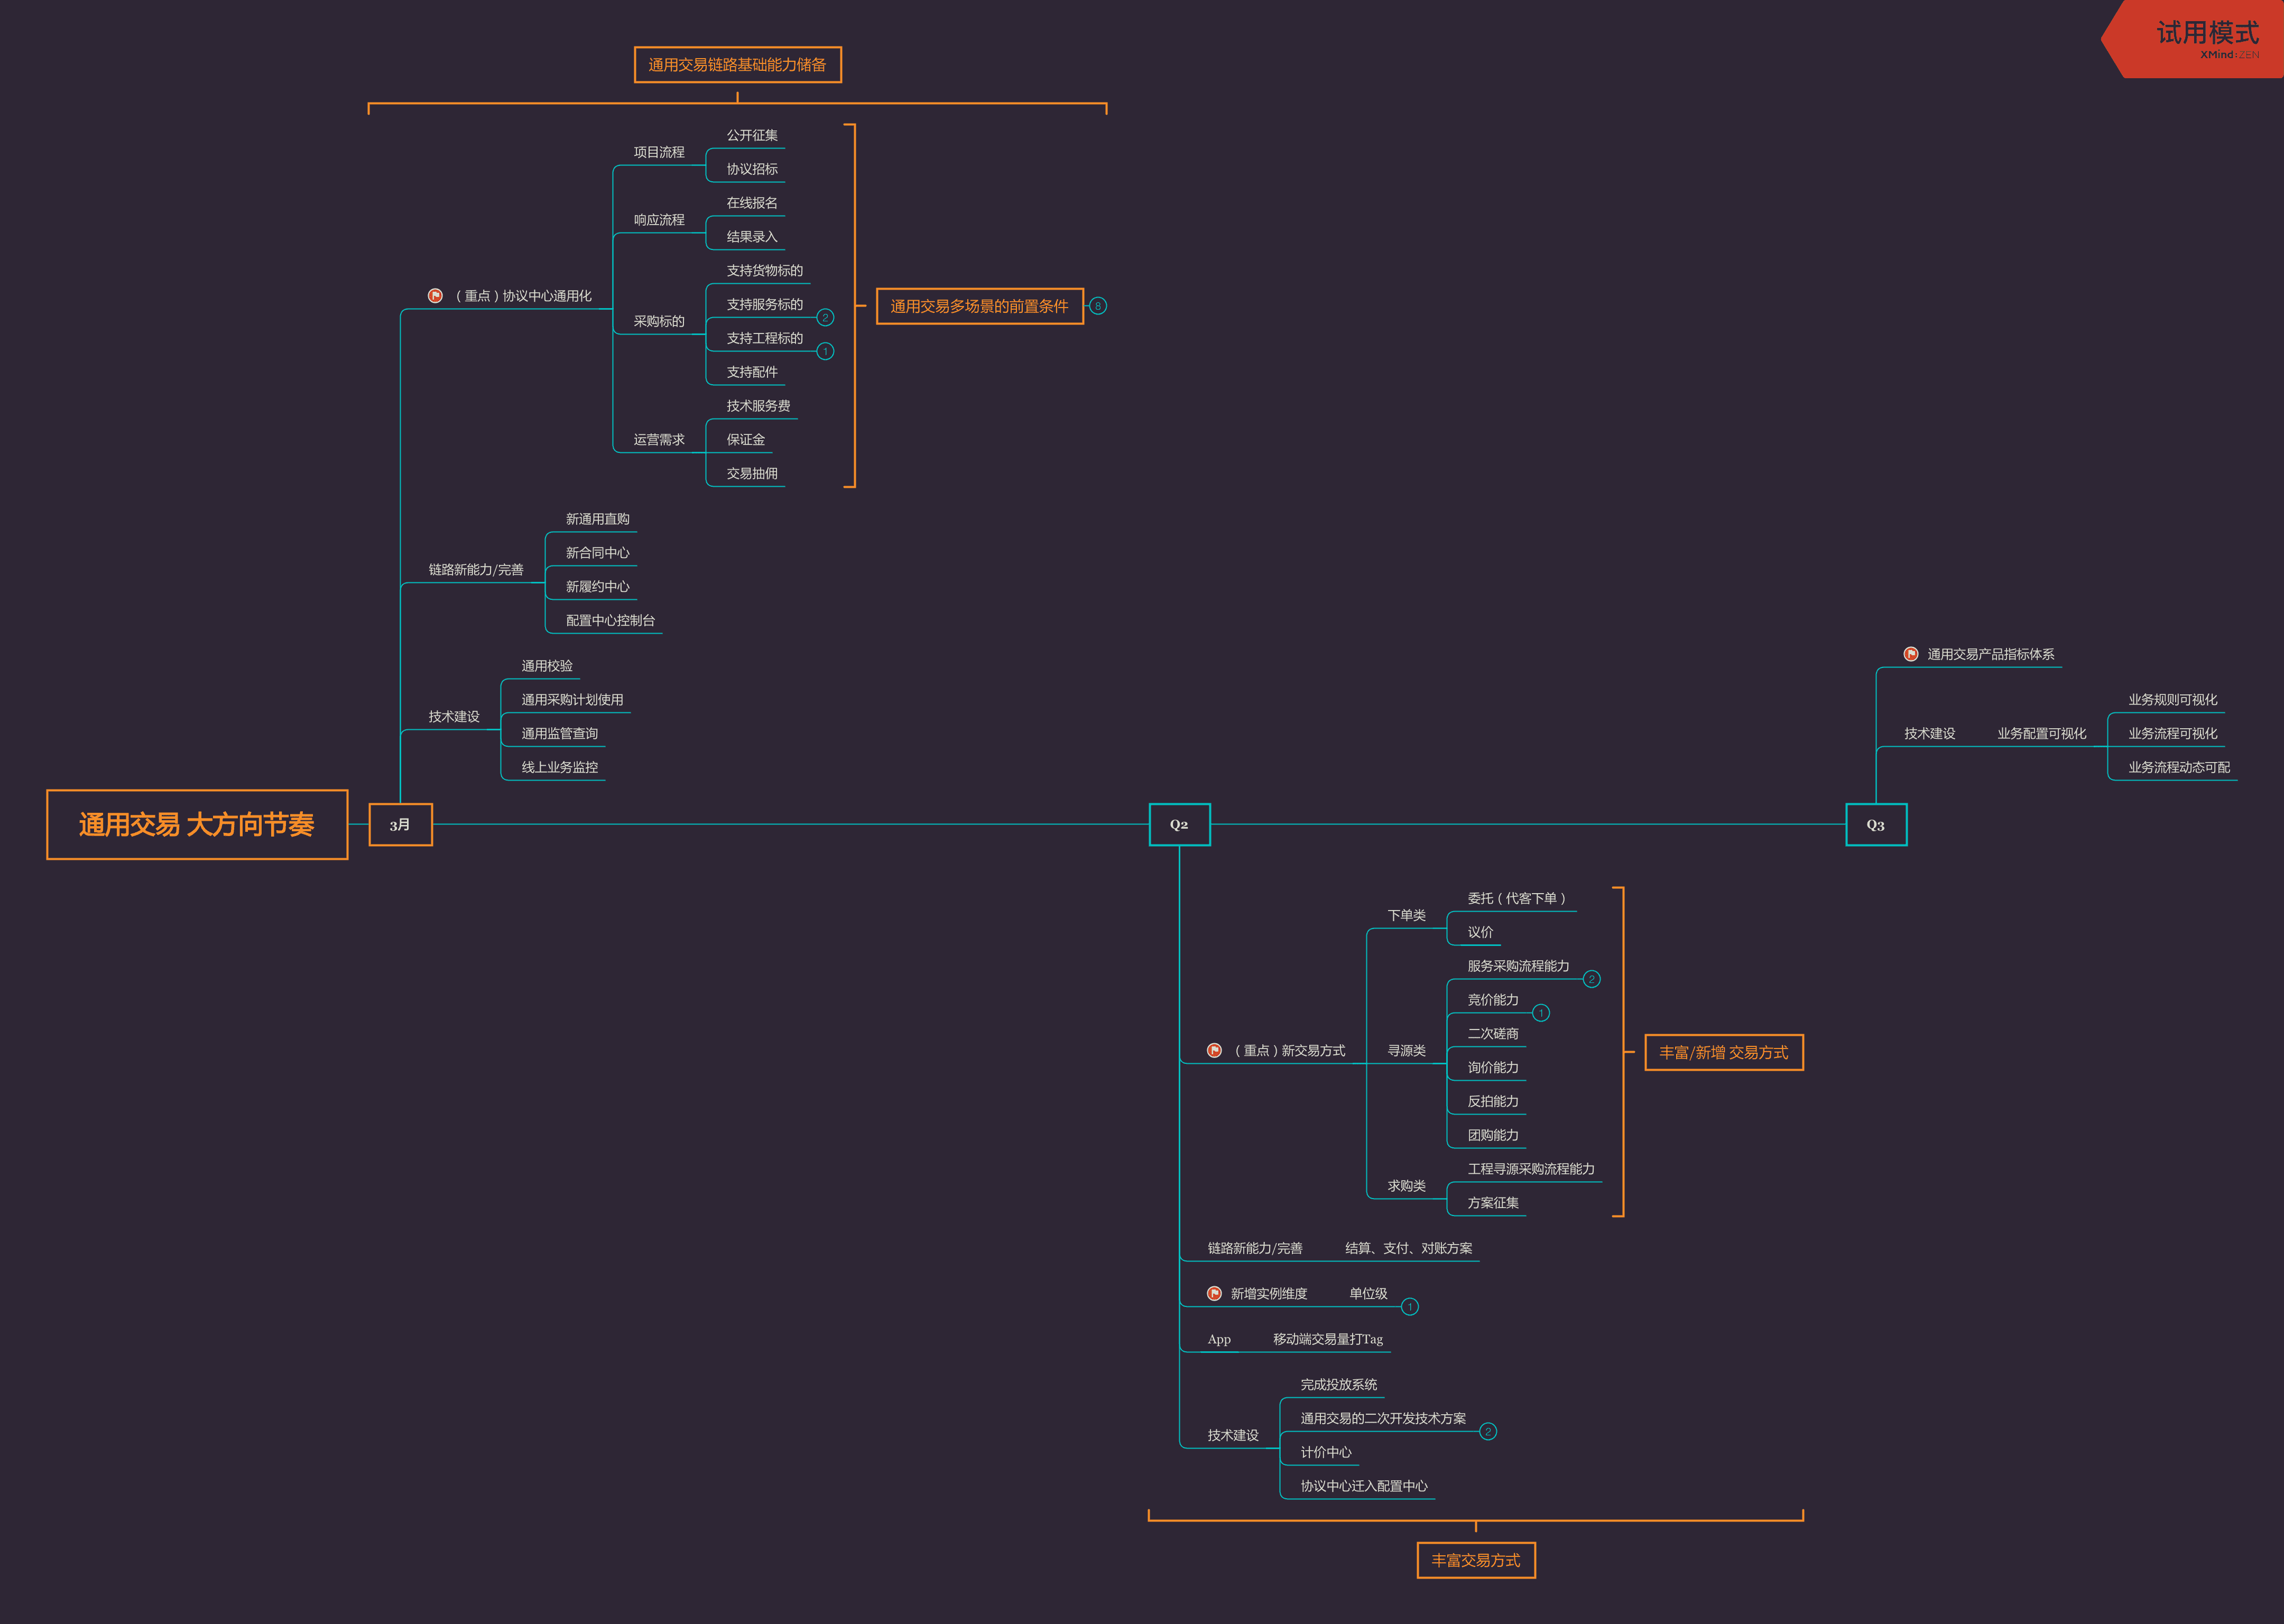 试用模式
XMind:ZEN
通用交易链路基础能力储备
公开征集
项目流程
协议招标
在线报名
响应流程
结果录入
支持货物标的
（重点）协议中心通用化
支持服务标的
2
通用交易多场景的前置条件
8
采购标的
支持工程标的
1
支持配件
技术服务费
运营需求
保证金
交易抽佣
新通用直购
新合同中心
链路新能力/完善
新履约中心
配置中心控制台
通用校验
通用采购计划使用
技术建设
通用监管查询
线上业务监控
通用交易产品指标体系
业务规则可视化
技术建设
业务配置可视化
业务流程可视化
业务流程动态可配
通用交易 大方向节奏
3月
Q2
Q3
委托（代客下单）
下单类
议价
服务采购流程能力
2
竞价能力
1
二次磋商
（重点）新交易方式
寻源类
丰富/新增 交易方式
询价能力
反拍能力
团购能力
工程寻源采购流程能力
求购类
方案征集
链路新能力/完善
结算、支付、对账方案
新增实例维度
单位级
1
App
移动端交易量打Tag
完成投放系统
通用交易的二次开发技术方案
2
技术建设
计价中心
协议中心迁入配置中心
丰富交易方式